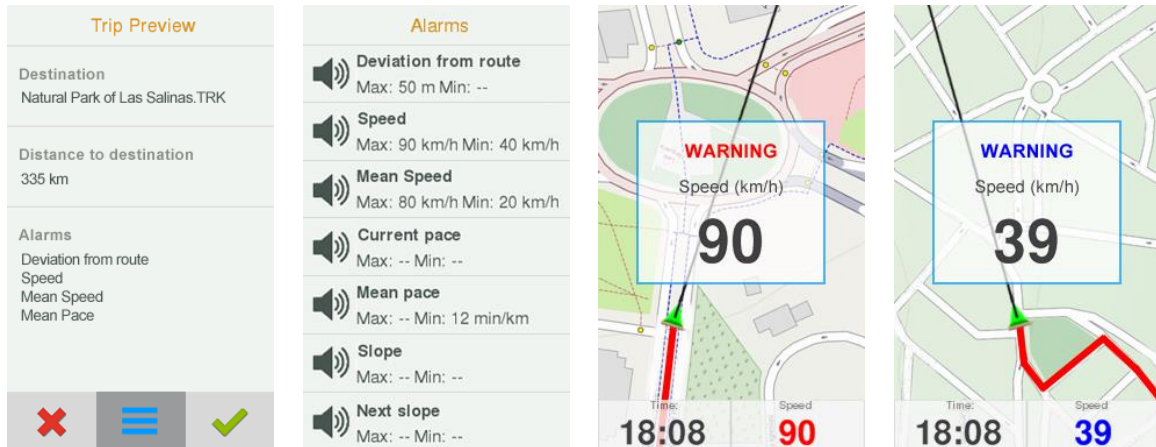 Trip Preview
Destination
Natural Park of Las Salinas.TRK
Distance to destination
335 km
Alarms
Deviation from route
Speed
Mean Speed
Mean Pace
Alarms
Deviation from route
Max: 50 m Min: --
Speed
Max: 90 km/h Min: 40 km/h
Mean Speed
Max: 80 km/h Min: 20 km/h
Current pace
Max: -- Min: --
Mean pace
Max: -- Min: 12 min/km
Slope
Max: -- Min: --
Next slope
Max: -- Min: --
WARNING
Speed (km/h)
90
Time: Speed
18:08 90
WARNING
Speed (km/h)
39
Time: Speed
18:08 39